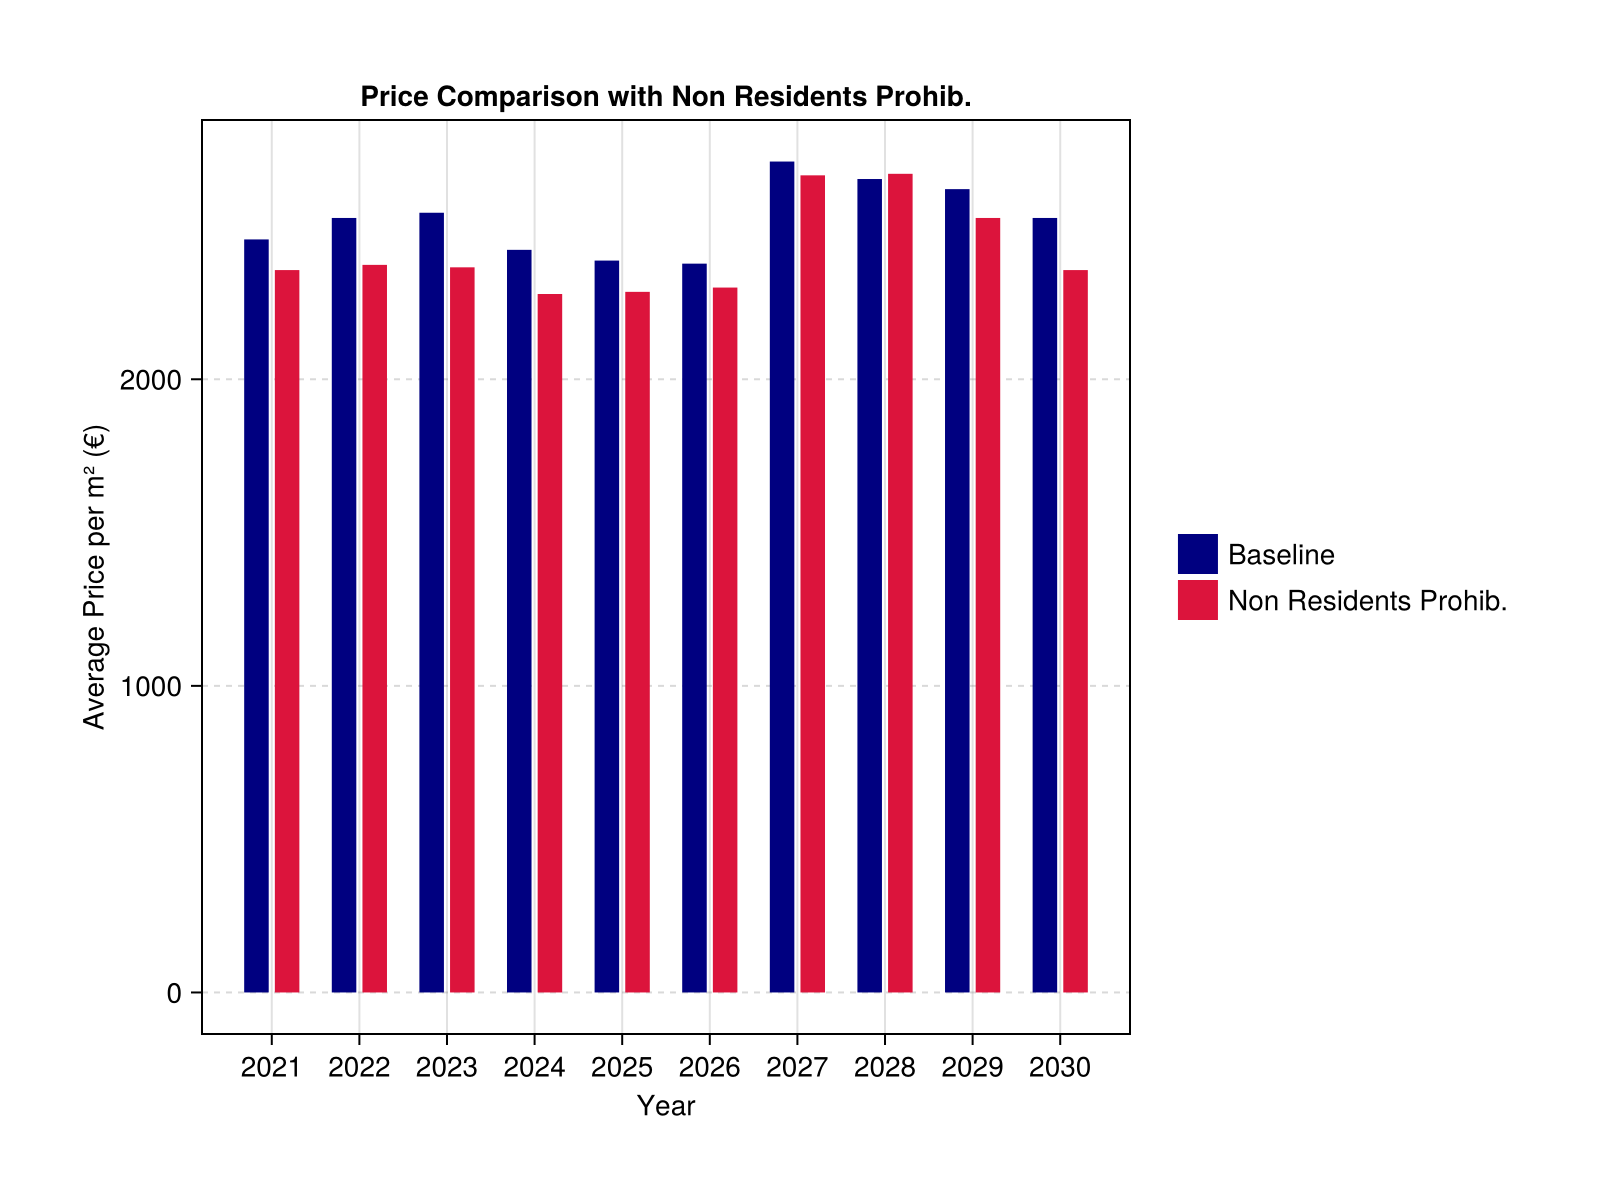 Price Comparison with Non Residents Prohib.
Average Price per m² (€)
2000
1000
0
2021 2022 2023 2024 2025 2026 2027 2028 2029 2030
Year
Baseline
Non Residents Prohib.